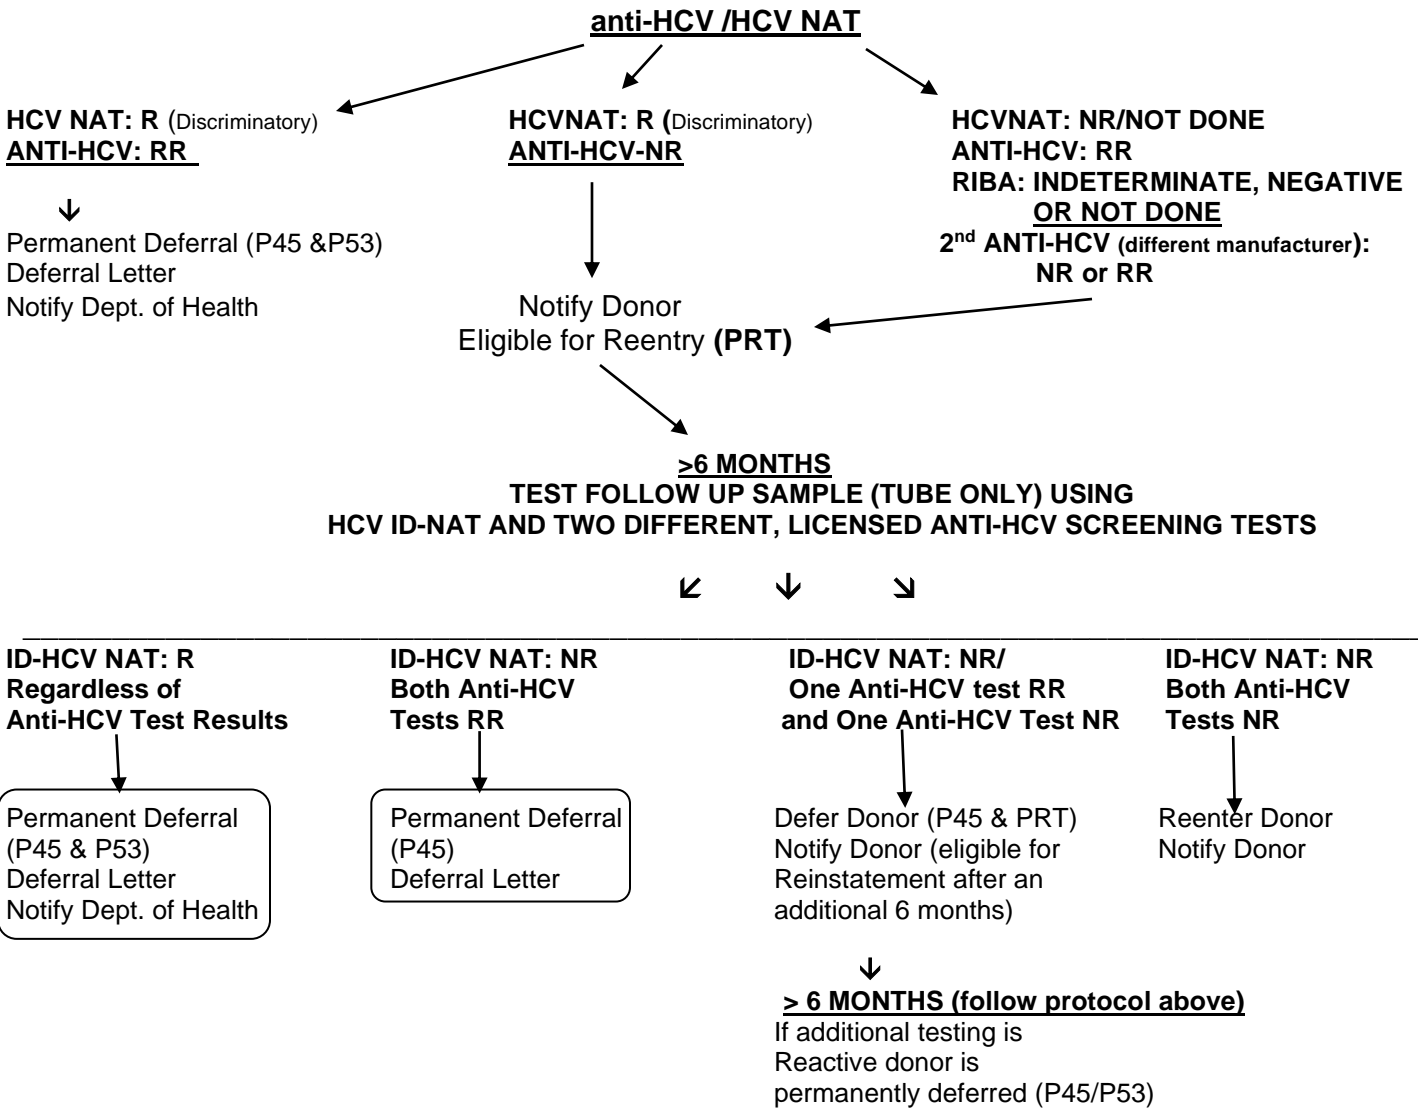 anti-HCV /HCV NAT
HCV NAT: R (Discriminatory)
ANTI-HCV: RR
HCVNAT: R (Discriminatory)
ANTI-HCV-NR
HCVNAT: NR/NOT DONE
ANTI-HCV: RR
RIBA: INDETERMINATE, NEGATIVE
OR NOT DONE
2nd ANTI-HCV (different manufacturer):
NR or RR
Permanent Deferral (P45 &P53)
Deferral Letter
Notify Dept. of Health
Notify Donor
Eligible for Reentry (PRT)
>6 MONTHS
TEST FOLLOW UP SAMPLE (TUBE ONLY) USING
HCV ID-NAT AND TWO DIFFERENT, LICENSED ANTI-HCV SCREENING TESTS
ID-HCV NAT: R
Regardless of
Anti-HCV Test Results
Permanent Deferral
(P45 & P53)
Deferral Letter
Notify Dept. of Health
ID-HCV NAT: NR
Both Anti-HCV
Tests RR
Permanent Deferral
(P45)
Deferral Letter
ID-HCV NAT: NR/
One Anti-HCV test RR
and One Anti-HCV Test NR
Defer Donor (P45 & PRT)
Notify Donor (eligible for
Reinstatement after an
additional 6 months)
> 6 MONTHS (follow protocol above)
If additional testing is
Reactive donor is
permanently deferred (P45/P53)
ID-HCV NAT: NR
Both Anti-HCV
Tests NR
Reenter Donor
Notify Donor